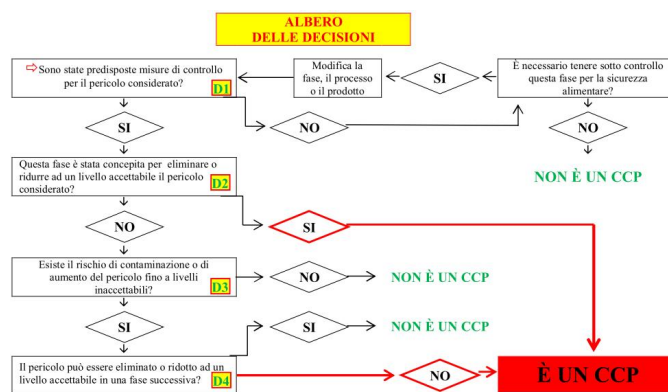 ALBERO
DELLE DECISIONI
⇨Sono state predisposte misure di controllo
per il pericolo considerato?
D1
Modifica la
fase, il processo
o il prodotto
SI
È necessario tenere sotto controllo
questa fase per la sicurezza
alimentare?
SI
NO
NO
NON È UN CCP
Questa fase è stata concepita per eliminare o
ridurre ad un livello accettabile il pericolo
considerato?
D2
NO
SI
Esiste il rischio di contaminazione o di
aumento del pericolo fino a livelli
inaccettabili?
D3
NO
NON È UN CCP
SI
SI
NON È UN CCP
Il pericolo può essere eliminato o ridotto ad un
livello accettabile in una fase successiva?
D4
NO
È UN CCP